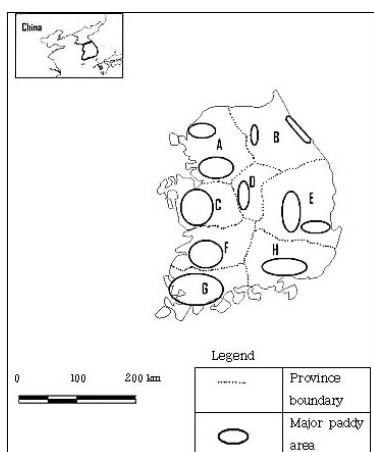 China
A
B
C
D
E
F
H
G
Legend
0 100 200 km
Province
boundary
Major paddy
area